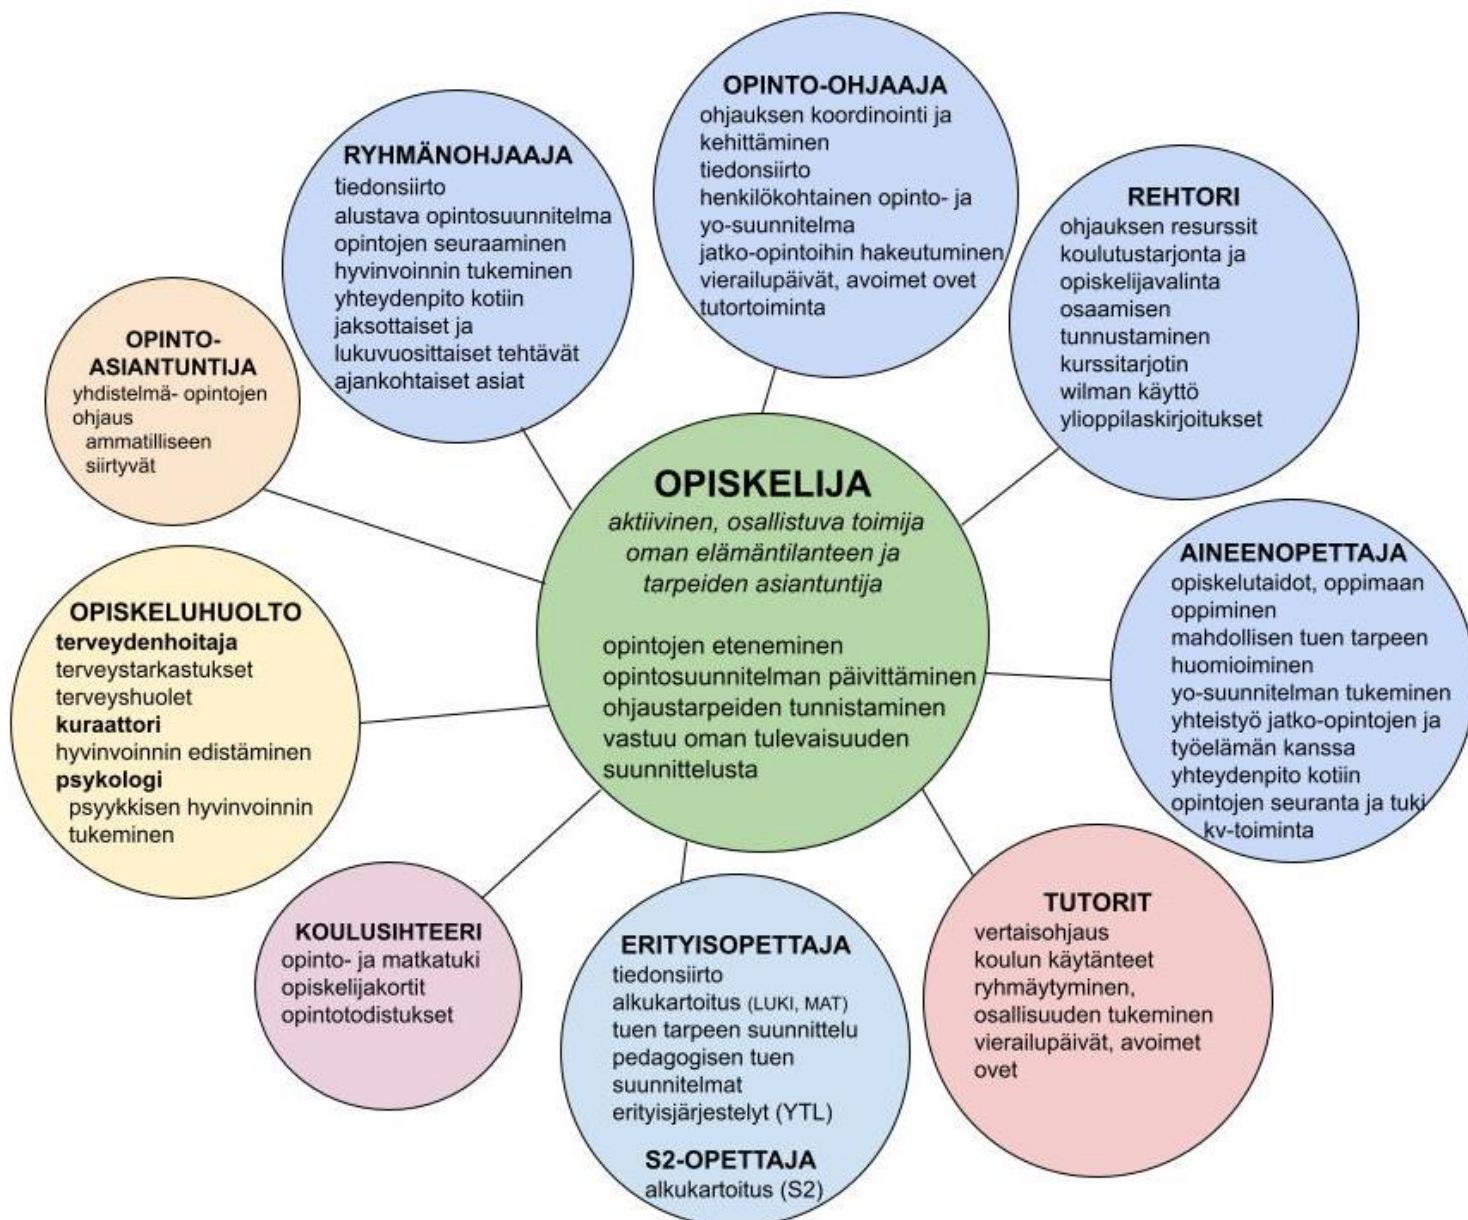 OPINTO-OHJAAJA
ohjauksen koordinointi ja
kehittäminen
tiedonsiirto
henkilökohtainen opinto- ja
yo-suunnitelma
jatko-opintoihin hakeutuminen
vierailupäivät, avoimet ovet
tutortoiminta
RYHMÄNOHJAAJA
tiedonsiirto
alustava opintosuunnitelma
opintojen seuraaminen
hyvinvoinnin tukeminen
yhteydenpito kotiin
jaksottaiset ja
lukuvuosittaiset tehtävät
ajankohtaiset asiat
REHTORI
ohjauksen resurssit
koulutustarjonta ja
opiskelijavalinta
osaamisen
tunnustaminen
kurssitarjotin
wilman käyttö
ylioppilaskirjoitukset
OPINTO-
ASIANTUNTIJA
yhdistelmä- opintojen
ohjaus
ammatilliseen
siirtyvät
OPISKELIJA
aktiivinen, osallistuva toimija
oman elämäntilanteen ja
tarpeiden asiantuntija
opintojen eteneminen
opintosuunnitelman päivittäminen
ohjaustarpeiden tunnistaminen
vastuu oman tulevaisuuden
suunnittelusta
AINEENOPETTAJA
opiskelutaidot, oppimaan
oppiminen
mahdollisen tuen tarpeen
huomioiminen
yo-suunnitelman tukeminen
yhteistyö jatko-opintojen ja
työelämän kanssa
yhteydenpito kotiin
opintojen seuranta ja tuki
kv-toiminta
OPISKELUHUOLTO
terveydenhoitaja
terveystarkastukset
terveyshuolet
kuraattori
hyvinvoinnin edistäminen
psykologi
psyykkisen hyvinvoinnin
tukeminen
KOULUSIHTEERI
opinto- ja matkatuki
opiskelijakortit
opintotodistukset
ERITYISOPETTAJA
tiedonsiirto
alkukartoitus (LUKI, MAT)
tuen tarpeen suunnittelu
pedagogisen tuen
suunnitelmat
erityisjärjestelyt (YTL)
S2-OPETTAJA
alkukartoitus (S2)
TUTORIT
vertaisohjaus
koulun käytänteet
ryhmäytyminen,
osallisuuden tukeminen
vierailupäivät, avoimet
ovet